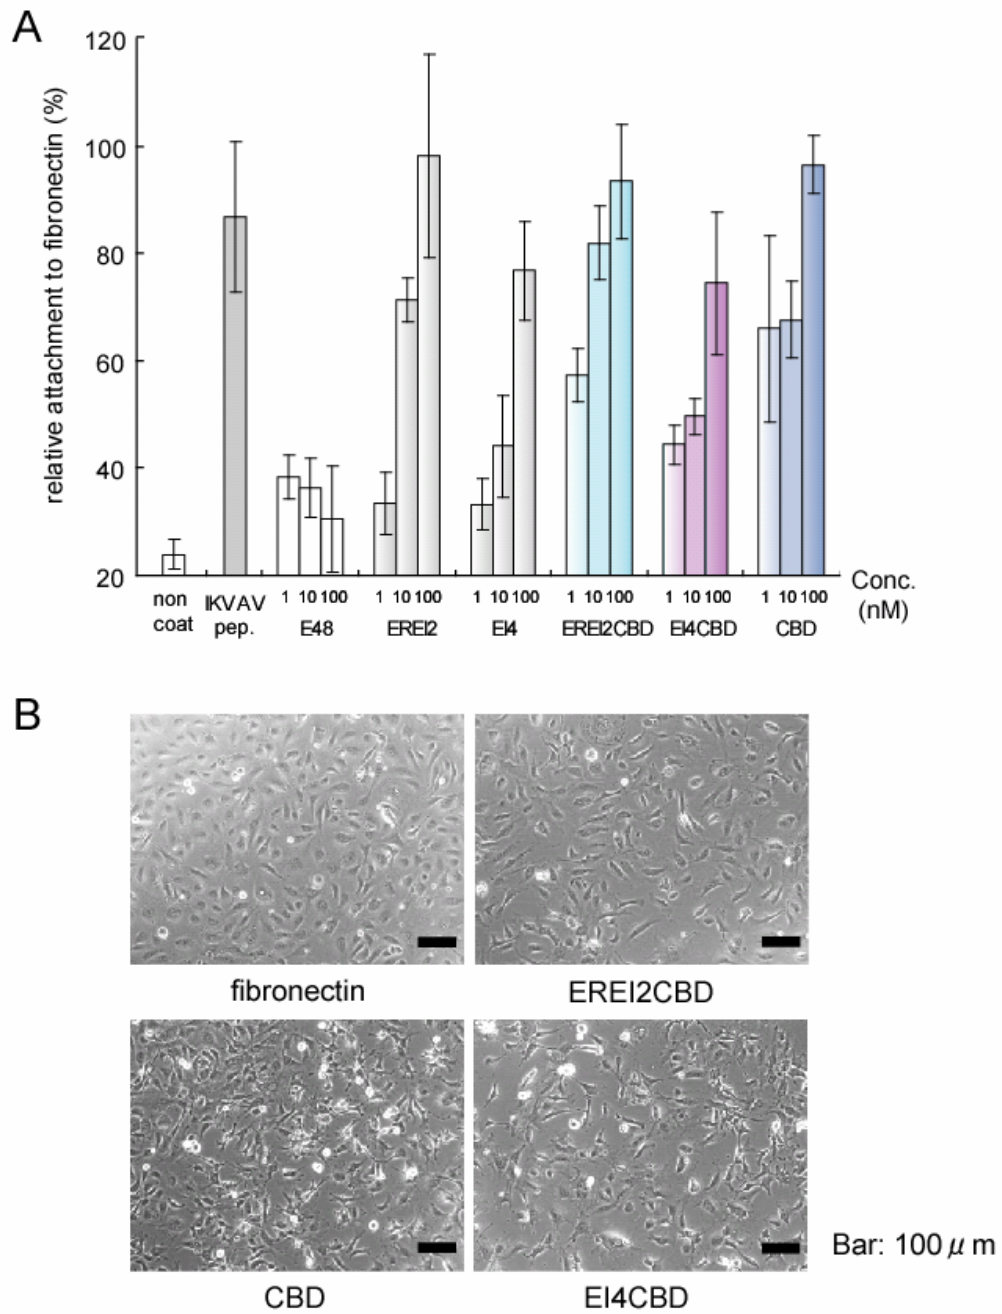 A
relative attachment to fibronectin (%)
120
100
80
60
40
20
non coat
IKVAV pep.
1 10 100
E48
1 10 100
EREI2
1 10 100
EI4
1 10 100
EREI2CBD
1 10 100
EI4CBD
1 10 100
CBD
Conc.
(nM)
B
fibronectin
EREI2CBD
CBD
EI4CBD
Bar: 100 μ m